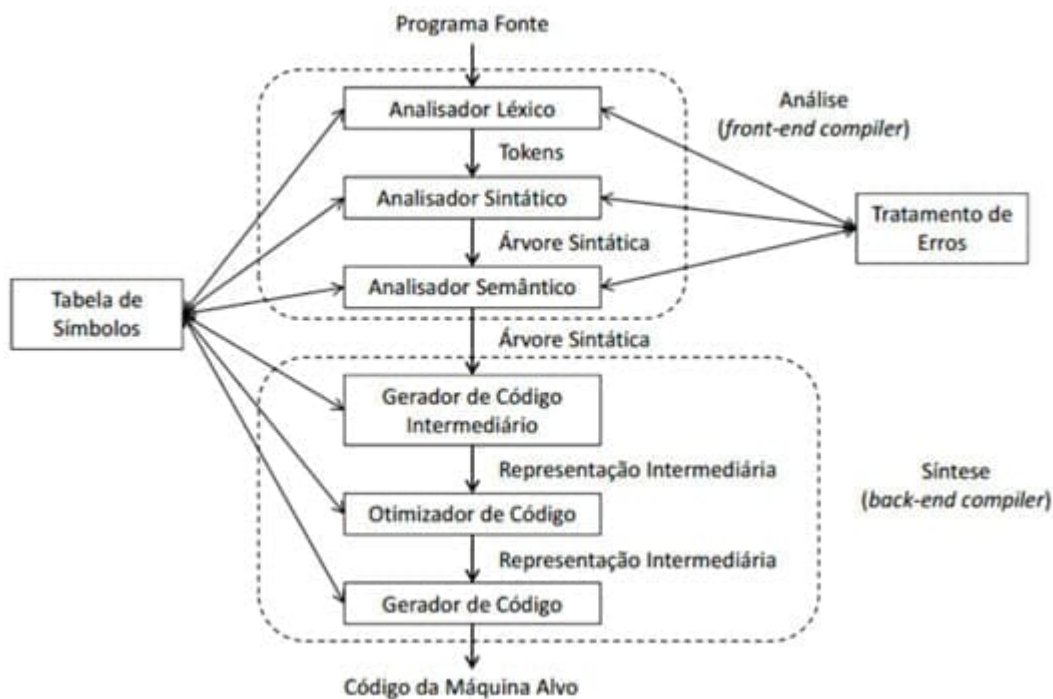 Programa Fonte
Analisador Léxico
Análise
(front-end compiler)
Tokens
Analisador Sintático
Tratamento de
Erros
Árvore Sintática
Analisador Semântico
Tabela de
Símbolos
Árvore Sintática
Gerador de Código
Intermediário
Representação Intermediária
Síntese
(back-end compiler)
Otimizador de Código
Representação Intermediária
Gerador de Código
Código da Máquina Alvo